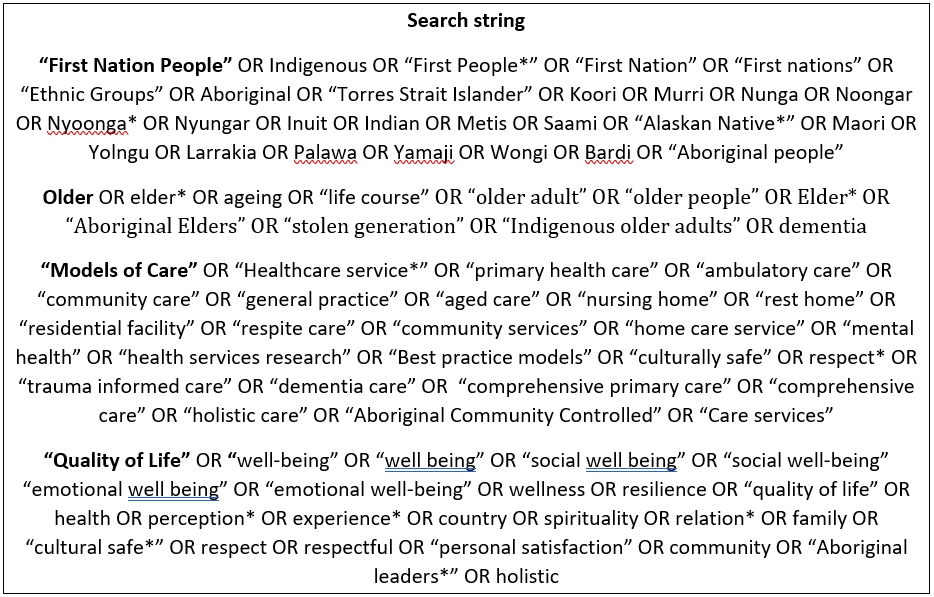 Search string
“First Nation People” OR Indigenous OR “First People*” OR “First Nation” OR “First nations” OR
“Ethnic Groups” OR Aboriginal OR “Torres Strait Islander” OR Koori OR Murri OR Nunga OR Noongar
OR Nyoonga* OR Nyungar OR Inuit OR Indian OR Metis OR Saami OR “Alaskan Native*” OR Maori OR
Yolngu OR Larrakia OR Palawa OR Yamaji OR Wongi OR Bardi OR “Aboriginal people”
Older OR elder* OR ageing OR “life course” OR “older adult” OR “older people” OR Elder* OR
“Aboriginal Elders” OR “stolen generation” OR “Indigenous older adults” OR dementia
“Models of Care” OR “Healthcare service*” OR “primary health care” OR “ambulatory care” OR
“community care” OR “general practice” OR “aged care” OR “nursing home” OR “rest home” OR
“residential facility” OR “respite care” OR “community services” OR “home care service” OR “mental
health” OR “health services research” OR “Best practice models” OR “culturally safe” OR respect* OR
“trauma informed care” OR “dementia care” OR “comprehensive primary care” OR “comprehensive
care” OR “holistic care” OR “Aboriginal Community Controlled” OR “Care services”
“Quality of Life” OR “well-being” OR “well being” OR “social well being” OR “social well-being”
“emotional well being” OR “emotional well-being” OR wellness OR resilience OR “quality of life” OR
health OR perception* OR experience* OR country OR spirituality OR relation* OR family OR
“cultural safe*” OR respect OR respectful OR “personal satisfaction” OR community OR “Aboriginal
leaders*” OR holistic